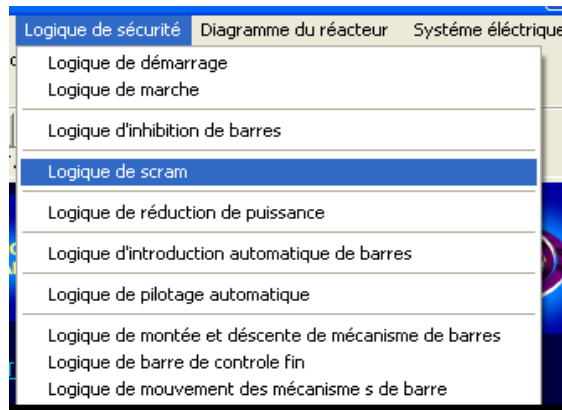 Logique de sécurité Diagramme du réacteur Systéme éléctrique
Logique de démarrage
Logique de marche
Logique d'inhibition de barres
Logique de scram
Logique de réduction de puissance
Logique d'introduction automatique de barres
Logique de pilotage automatique
Logique de montée et déscente de mécanisme de barres
Logique de barre de controle fin
Logique de mouvement des mécanisme s de barre